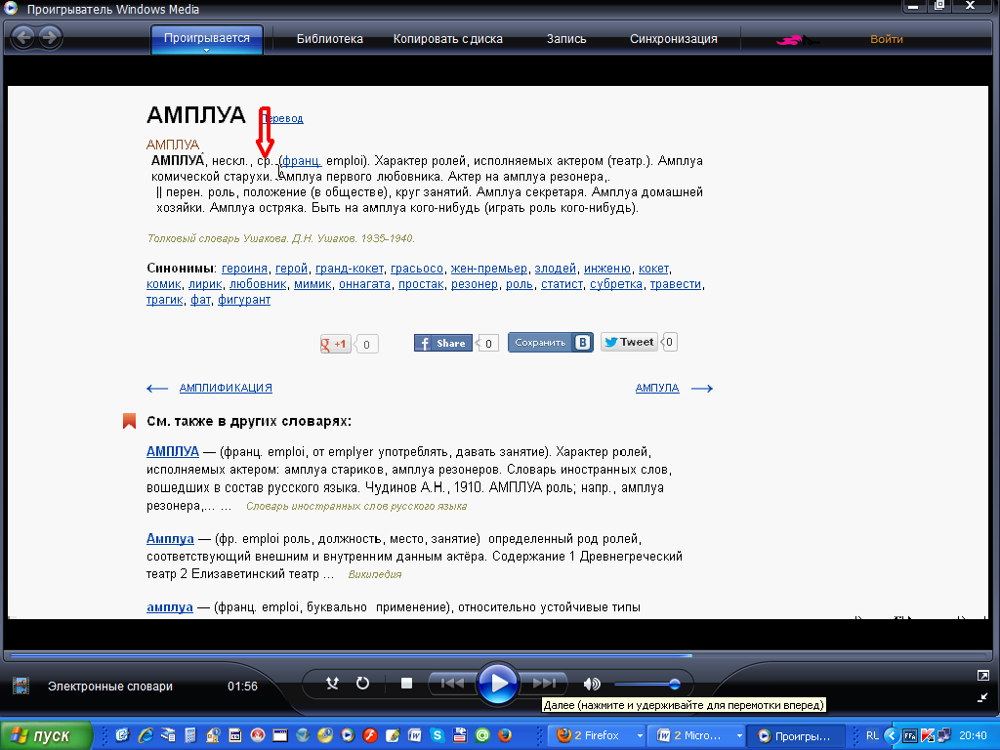 Проигрыватель Windows Media
Проигрывается Библиотека Копировать с диска Запись Синхронизация Войти
АМПЛУА Перевод
АМПЛУА
АМПЛУА́, нескл., ср. (франц. emploi). Характер ролей, исполняемых актером (театр.). Амплуа
комической старухи. Амплуа первого любовника. Актер на амплуа резонера,.
|| перен. роль, положение (в обществе), круг занятий. Амплуа секретаря. Амплуа домашней
хозяйки. Амплуа остряка. Быть на амплуа кого-нибудь (играть роль кого-нибудь).
Толковый словарь Ушакова. Д.Н. Ушаков. 1935-1940.
Синонимы: героиня, герой, гранд-кокет, грасьосо, жен-премьер, злодей, инженю, кокет,
комик, лирик, любовник, мимик, оннагата, простак, резонер, роль, статист, субретка, травести,
трагик, фат, фигурант
g +1 0 f Share 0 Сохранить В Tweet 0
АМПЛИФИКАЦИЯ АМПУЛА
См. также в других словарях:
АМПЛУА — (франц. emploi, от emplyer употреблять, давать занятие). Характер ролей,
исполняемых актером: амплуа стариков, амплуа резонеров. Словарь иностранных слов,
вошедших в состав русского языка. Чудинов А.Н., 1910. АМПЛУА роль; напр., амплуа
резонера,... ... Словарь иностранных слов русского языка
Амплуа — (фр. emploi роль, должность, место, занятие) определенный род ролей,
соответствующий внешним и внутренним данным актёра. Содержание 1 Древнегреческий
театр 2 Елизаветинский театр ... Википедия
амплуа — (франц. emploi, буквально применение), относительно устойчивые типы
Электронные словари 01:56
Далее (нажмите и удерживайте для перемотки вперед)
пуск 2 Firefox 2 Micro... Проигры... RL 20:40